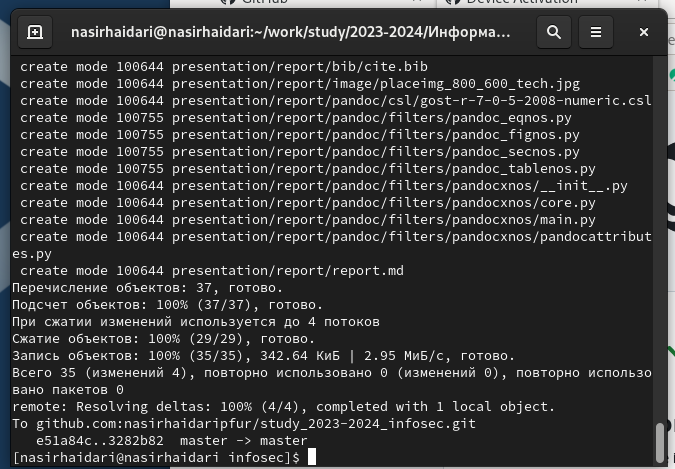 GitHub
Device Activation
nasirhaidari@nasirhaidari:~/work/study/2023-2024/Информа...
create mode 100644 presentation/report/bib/cite.bib
create mode 100644 presentation/report/image/placeimg_800_600_tech.jpg
create mode 100644 presentation/report/pandoc/csl/gost-r-7-0-5-2008-numeric.csl
create mode 100755 presentation/report/pandoc/filters/pandoc_eqnos.py
create mode 100755 presentation/report/pandoc/filters/pandoc_fignos.py
create mode 100755 presentation/report/pandoc/filters/pandoc_secnos.py
create mode 100755 presentation/report/pandoc/filters/pandoc_tablenos.py
create mode 100644 presentation/report/pandoc/filters/pandocxnos/__init__.py
create mode 100644 presentation/report/pandoc/filters/pandocxnos/core.py
create mode 100644 presentation/report/pandoc/filters/pandocxnos/main.py
create mode 100644 presentation/report/pandoc/filters/pandocxnos/pandocattribut
es.py
create mode 100644 presentation/report/report.md
Перечисление объектов: 37, готово.
Подсчет объектов: 100% (37/37), готово.
При сжатии изменений используется до 4 потоков
Сжатие объектов: 100% (29/29), готово.
Запись объектов: 100% (35/35), 342.64 КиБ | 2.95 МиБ/с, готово.
Всего 35 (изменений 4), повторно использовано 0 (изменений 0), повторно использо
вано пакетов 0
remote: Resolving deltas: 100% (4/4), completed with 1 local object.
To github.com:nasirhaidaripfur/study_2023-2024_infosec.git
e51a84c..3282b82 master -> master
[nasirhaidari@nasirhaidari infosec]$